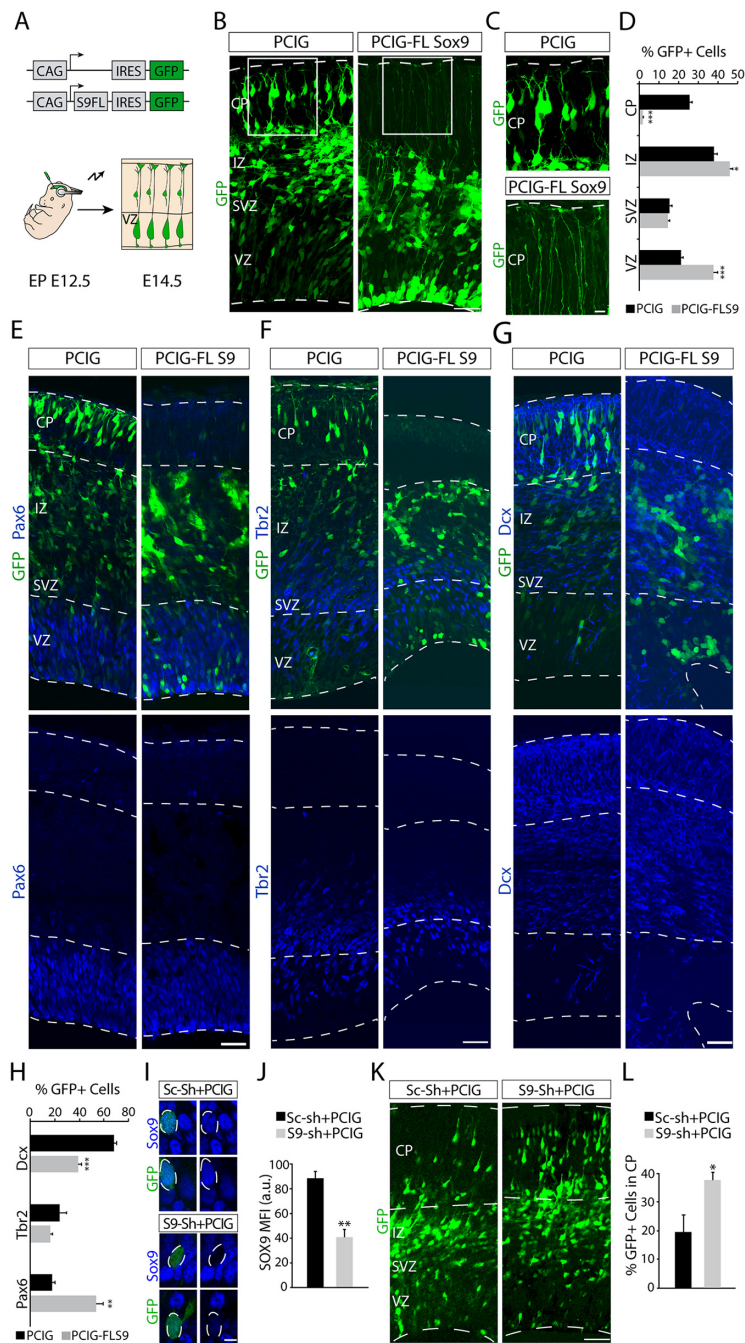 A
CAG
IRES
GFP
CAG
S9FL
IRES
GFP
VZ
EP E12.5
E14.5
B
PCIG
PCIG-FL Sox9
GFP
CP
IZ
SVZ
VZ
C
PCIG
GFP
CP
PCIG-FL Sox9
GFP
CP
D
% GFP+ Cells
0 10 20 30 40 50
CP
***
IZ
*
SVZ
VZ
***
PCIG
PCIG-FLS9
E
PCIG
PCIG-FL S9
GFP Pax6
CP
IZ
SVZ
VZ
Pax6
F
PCIG
PCIG-FL S9
GFP Tbr2
CP
IZ
SVZ
VZ
Tbr2
G
PCIG
PCIG-FL S9
GFP Dcx
CP
IZ
SVZ
VZ
Dcx
H
% GFP+ Cells
0 20 40 60 80
Dcx
***
Tbr2
Pax6
**
PCIG
PCIG-FLS9
I
Sc-Sh+PCIG
Sox9
GFP
S9-Sh+PCIG
Sox9
GFP
J
Sc-sh+PCIG
S9-sh+PCIG
SOX9 MFI (a.u.)
100
80
60
40
20
0
**
K
Sc-Sh+PCIG
S9-Sh+PCIG
GFP
CP
IZ
SVZ
VZ
L
Sc-sh+PCIG
S9-sh+PCIG
% GFP+ Cells in CP
40
30
20
10
0
*